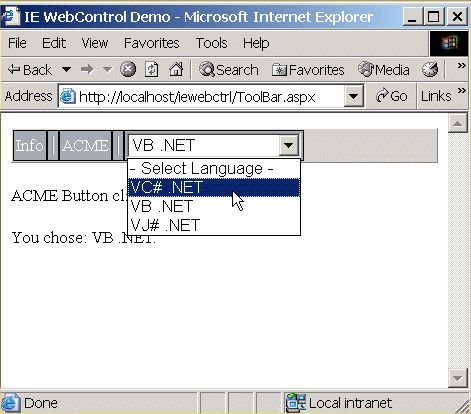 IE WebControl Demo - Microsoft Internet Explorer
File Edit View Favorites Tools Help
Back Search Favorites History
Address http://localhost/iewebctrl/ToolBar.aspx Go Links »
Info ACME VB .NET
- Select Language -
VC# .NET
VB .NET
VJ# .NET
ACME Button cl
You chose: VB .NET.
Done Local intranet